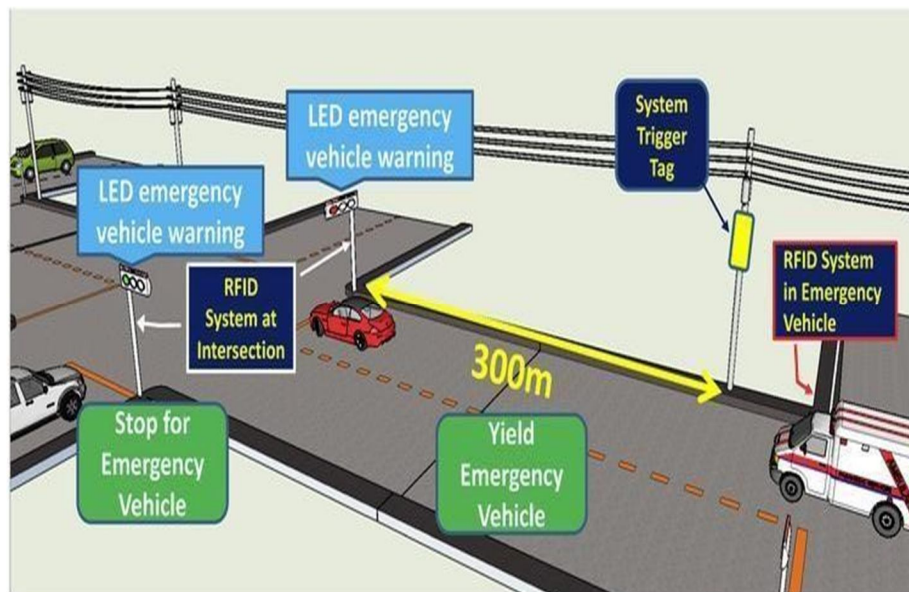 LED emergency
vehicle warning
LED emergency
vehicle warning
System
Trigger
Tag
RFID
System at
Intersection
RFID System
in Emergency
Vehicle
300m
Stop for
Emergency
Vehicle
Yield
Emergency
Vehicle